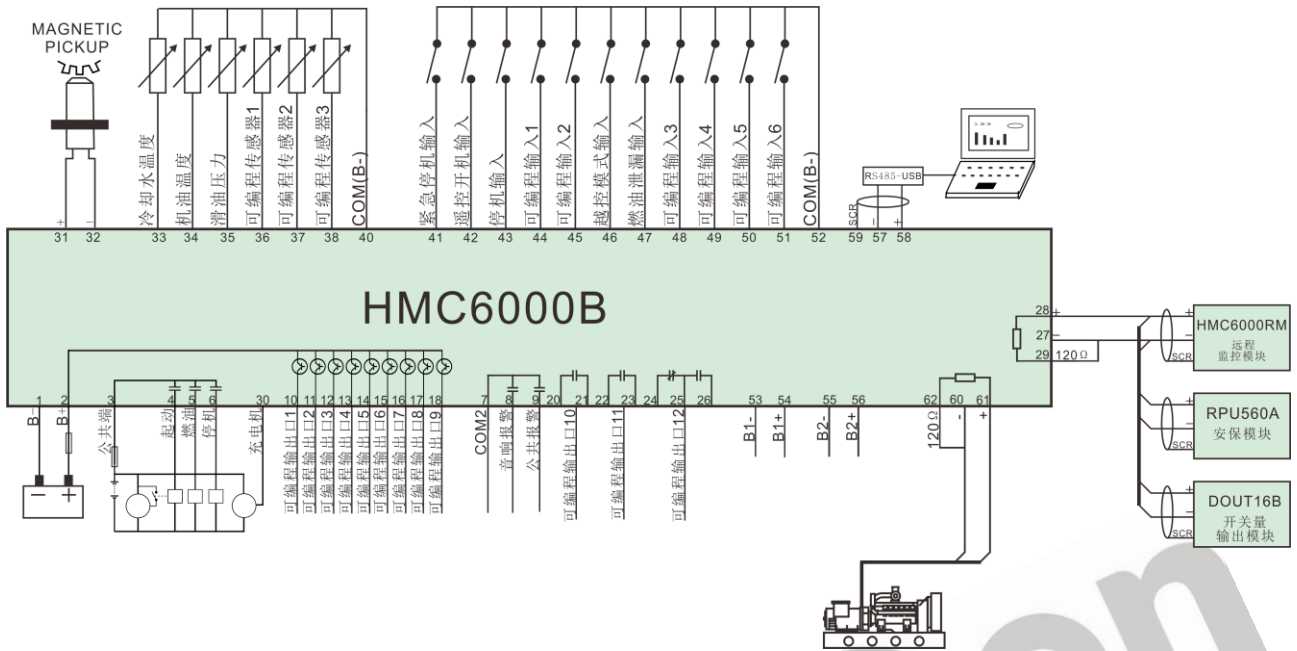 MAGNETIC
PICKUP
+
−
冷却水温度
机油温度
滑油压力
可编程传感器1
可编程传感器2
可编程传感器3
COM(B-)
紧急停机输入
遥控开机输入
停机输入
可编程输入1
可编程输入2
越控模式输入
燃油泄漏输入
可编程输入3
可编程输入4
可编程输入5
可编程输入6
COM(B-)
RS485-USB
SCR
−
+
31 32 33 34 35 36 37 38 40 41 42 43 44 45 46 47 48 49 50 51 52 59 57 58
HMC6000B
28 +
27 −
29 120Ω
+
−
SCR
HMC6000RM
远程
监控模块
+
−
SCR
RPU560A
安保模块
+
−
SCR
DOUT16B
开关量
输出模块
1 2 3 4 5 6 30 10 11 12 13 14 15 16 17 18 7 8 9 20 21 22 23 24 25 26 53 54 55 56 62 60 61
B-
B+
公共端
起动
燃油
停机
充电机
可编程输出口1
可编程输出口2
可编程输出口3
可编程输出口4
可编程输出口5
可编程输出口6
可编程输出口7
可编程输出口8
可编程输出口9
COM2
音响报警
公共报警
可编程输出口10
可编程输出口11
可编程输出口12
B1-
B1+
B2-
B2+
120Ω
-
+
− +
en